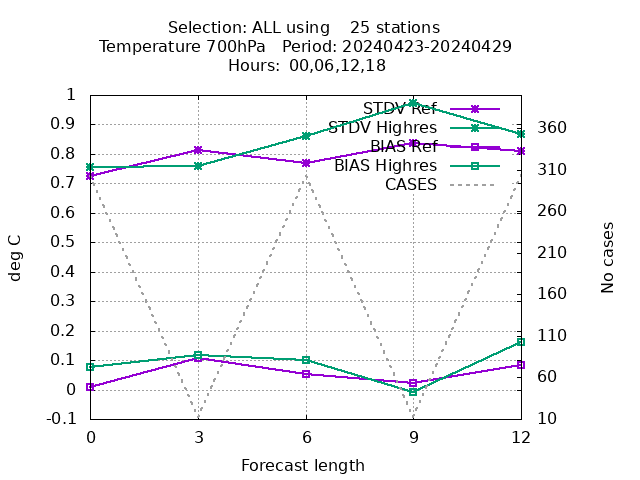 Selection: ALL using    25 stations
Temperature 700hPa   Period: 20240423-20240429
Hours: 00,06,12,18
STDV Ref
STDV Highres
BIAS Ref
BIAS Highres
CASES
deg C
1
0.9
0.8
0.7
0.6
0.5
0.4
0.3
0.2
0.1
0
-0.1
360
310
260
210
160
110
60
10
No cases
0 3 6 9 12
Forecast length